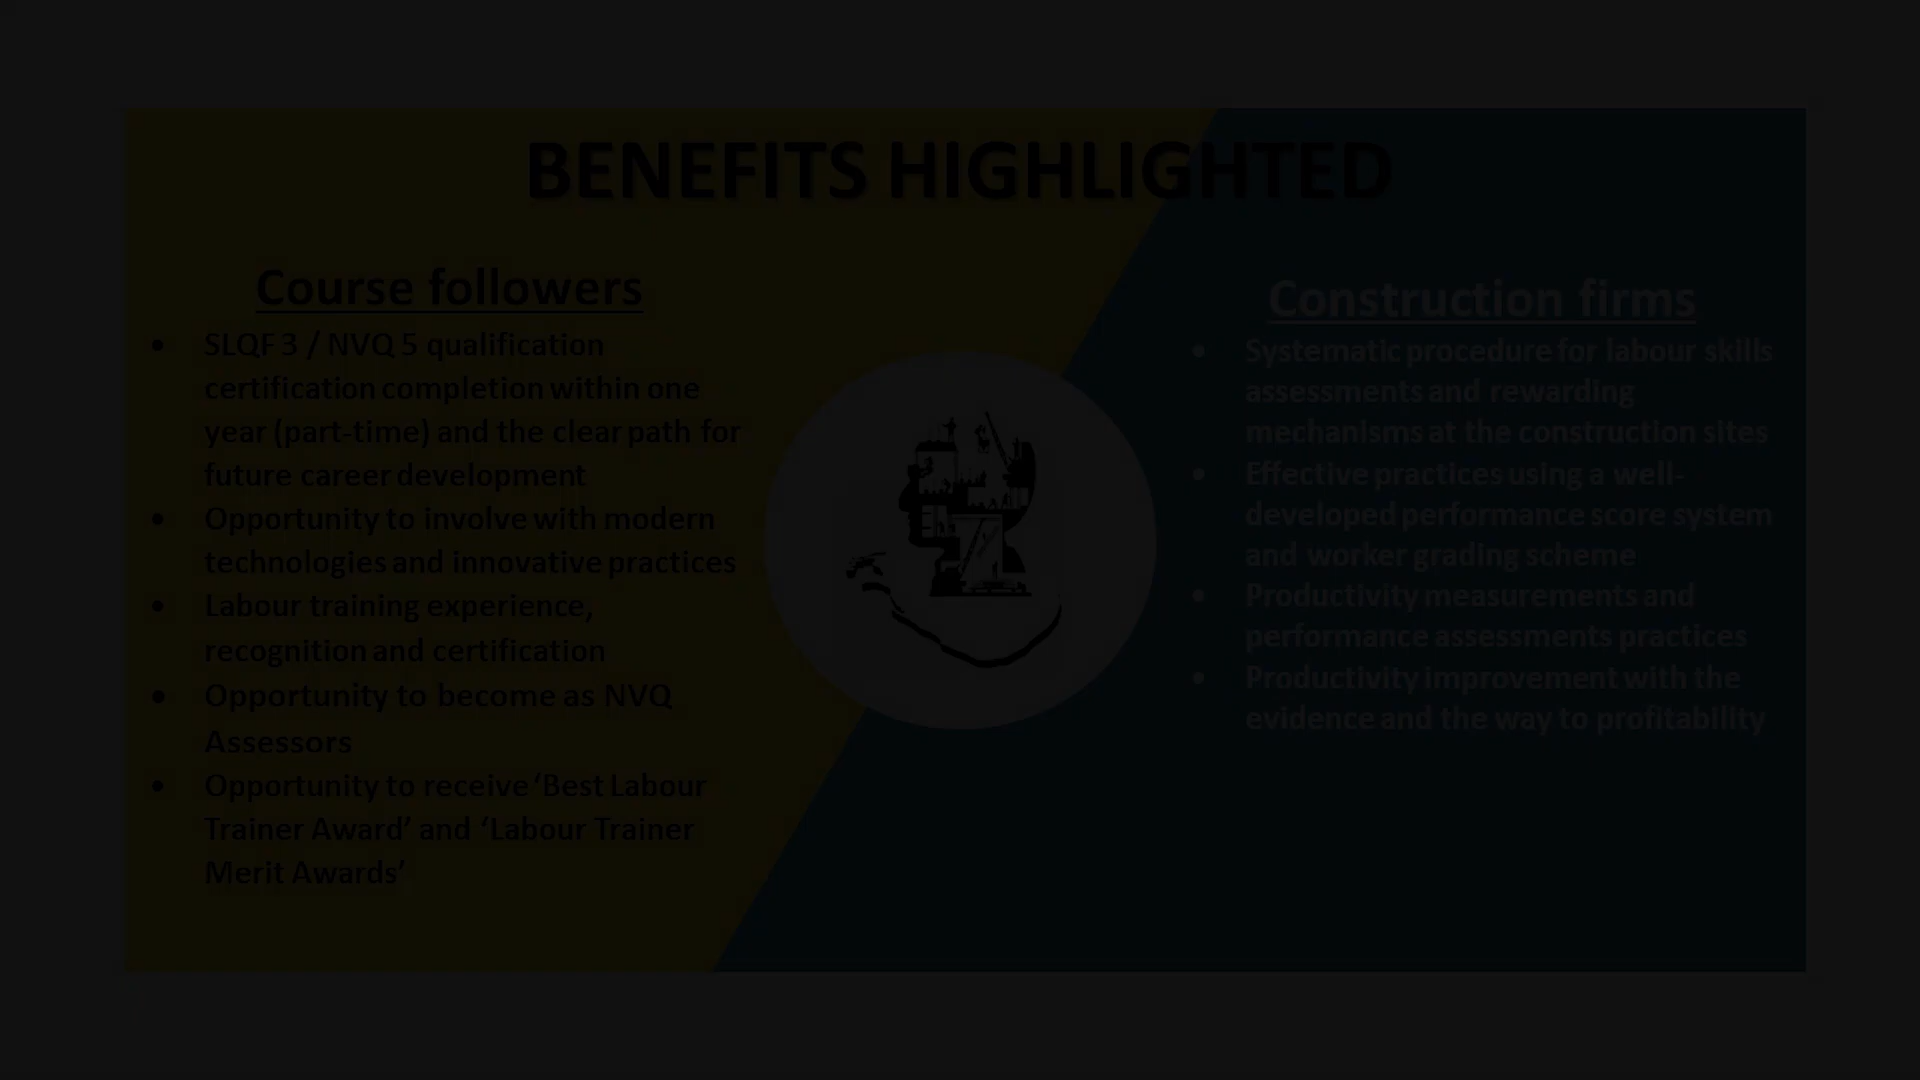 BENEFITS HIGHLIGHTED
Course followers
• SLQF 3 / NVQ 5 qualification
certification completion within one
year (part-time) and the clear path for
future career development
• Opportunity to involve with modern
technologies and innovative practices
• Labour training experience,
recognition and certification
• Opportunity to become as NVQ
Assessors
• Opportunity to receive ‘Best Labour
Trainer Award’ and ‘Labour Trainer
Merit Awards’
Construction firms
• Systematic procedure for labour skills
assessments and rewarding
mechanisms at the construction sites
• Effective practices using a well-
developed performance score system
and worker grading scheme
• Productivity measurements and
performance assessments practices
• Productivity improvement with the
evidence and the way to profitability